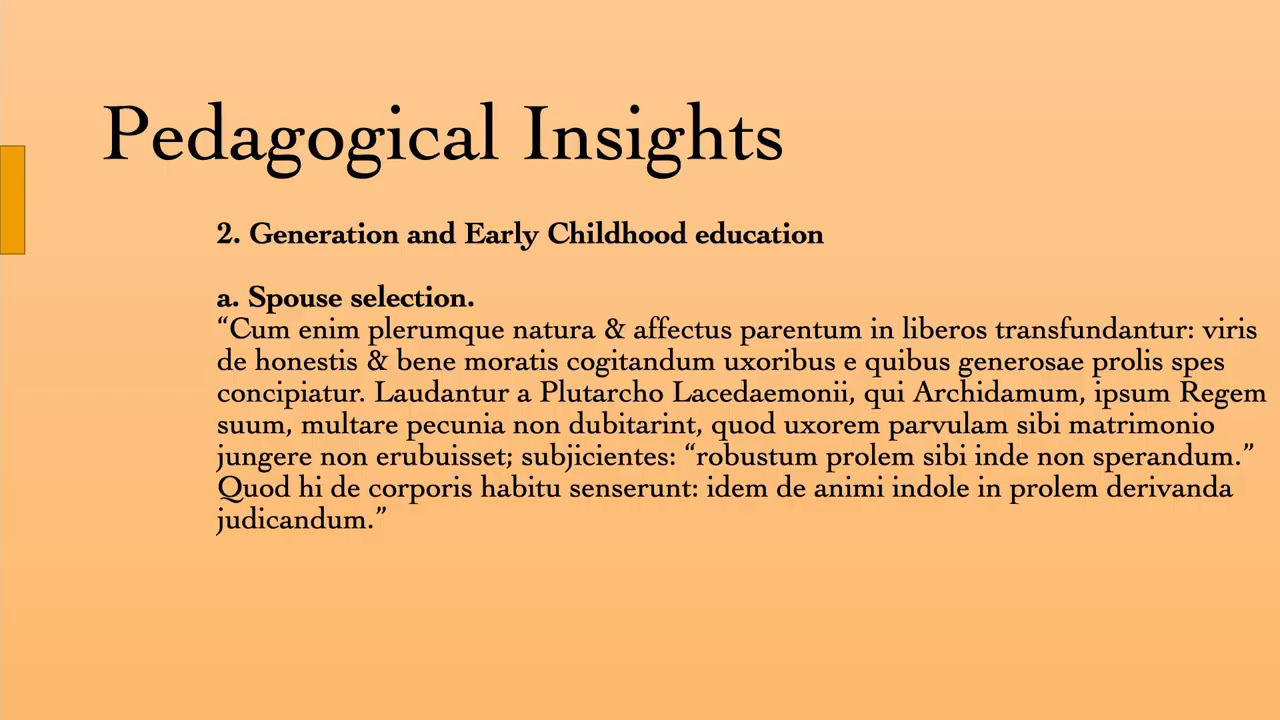 Pedagogical Insights
2. Generation and Early Childhood education
a. Spouse selection.
“Cum enim plerumque natura & affectus parentum in liberos transfundantur: viris
de honestis & bene moratis cogitandum uxoribus e quibus generosae prolis spes
concipiatur. Laudantur a Plutarcho Lacedaemonii, qui Archidamum, ipsum Regem
suum, multare pecunia non dubitarint, quod uxorem parvulam sibi matrimonio
jungere non erubuisset; subjicientes: “robustum prolem sibi inde non sperandum.”
Quod hi de corporis habitu senserunt: idem de animi indole in prolem derivanda
judicandum.”